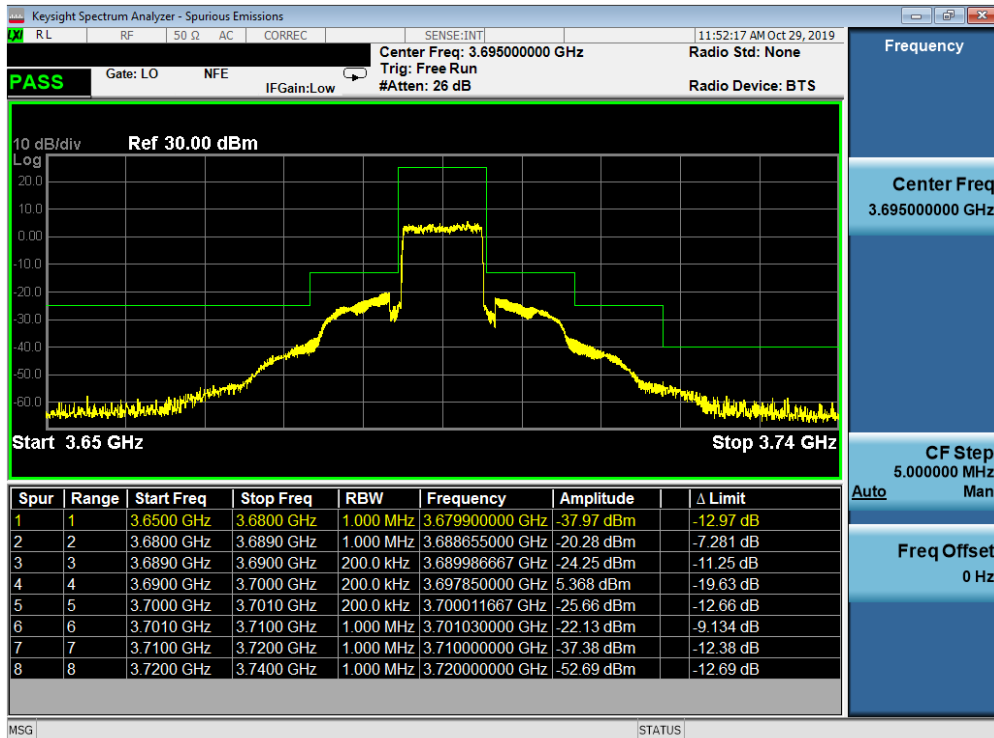 Keysight Spectrum Analyzer - Spurious Emissions
LXI RL RF 50 Ω AC CORREC SENSE:INT 11:52:17 AM Oct 29, 2019
Center Freq: 3.695000000 GHz Radio Std: None
PASS Gate: LO NFE Trig: Free Run
IFGain:Low #Atten: 26 dB Radio Device: BTS
10 dB/div Ref 30.00 dBm
Log
20.0
10.0
0.00
-10.0
-20.0
-30.0
-40.0
-50.0
-60.0
Start 3.65 GHz Stop 3.74 GHz
Spur Range Start Freq Stop Freq RBW Frequency Amplitude Δ Limit
1 1 3.6500 GHz 3.6800 GHz 1.000 MHz 3.679900000 GHz -37.97 dBm -12.97 dB
2 2 3.6800 GHz 3.6890 GHz 1.000 MHz 3.688655000 GHz -20.28 dBm -7.281 dB
3 3 3.6890 GHz 3.6900 GHz 200.0 kHz 3.689986667 GHz -24.25 dBm -11.25 dB
4 4 3.6900 GHz 3.7000 GHz 200.0 kHz 3.697850000 GHz 5.368 dBm -19.63 dB
5 5 3.7000 GHz 3.7010 GHz 200.0 kHz 3.700011667 GHz -25.66 dBm -12.66 dB
6 6 3.7010 GHz 3.7100 GHz 1.000 MHz 3.701030000 GHz -22.13 dBm -9.134 dB
7 7 3.7100 GHz 3.7200 GHz 1.000 MHz 3.710000000 GHz -37.38 dBm -12.38 dB
8 8 3.7200 GHz 3.7400 GHz 1.000 MHz 3.720000000 GHz -52.69 dBm -12.69 dB
Frequency
Center Freq
3.695000000 GHz
CF Step
5.000000 MHz
Auto Man
Freq Offset
0 Hz
MSG STATUS